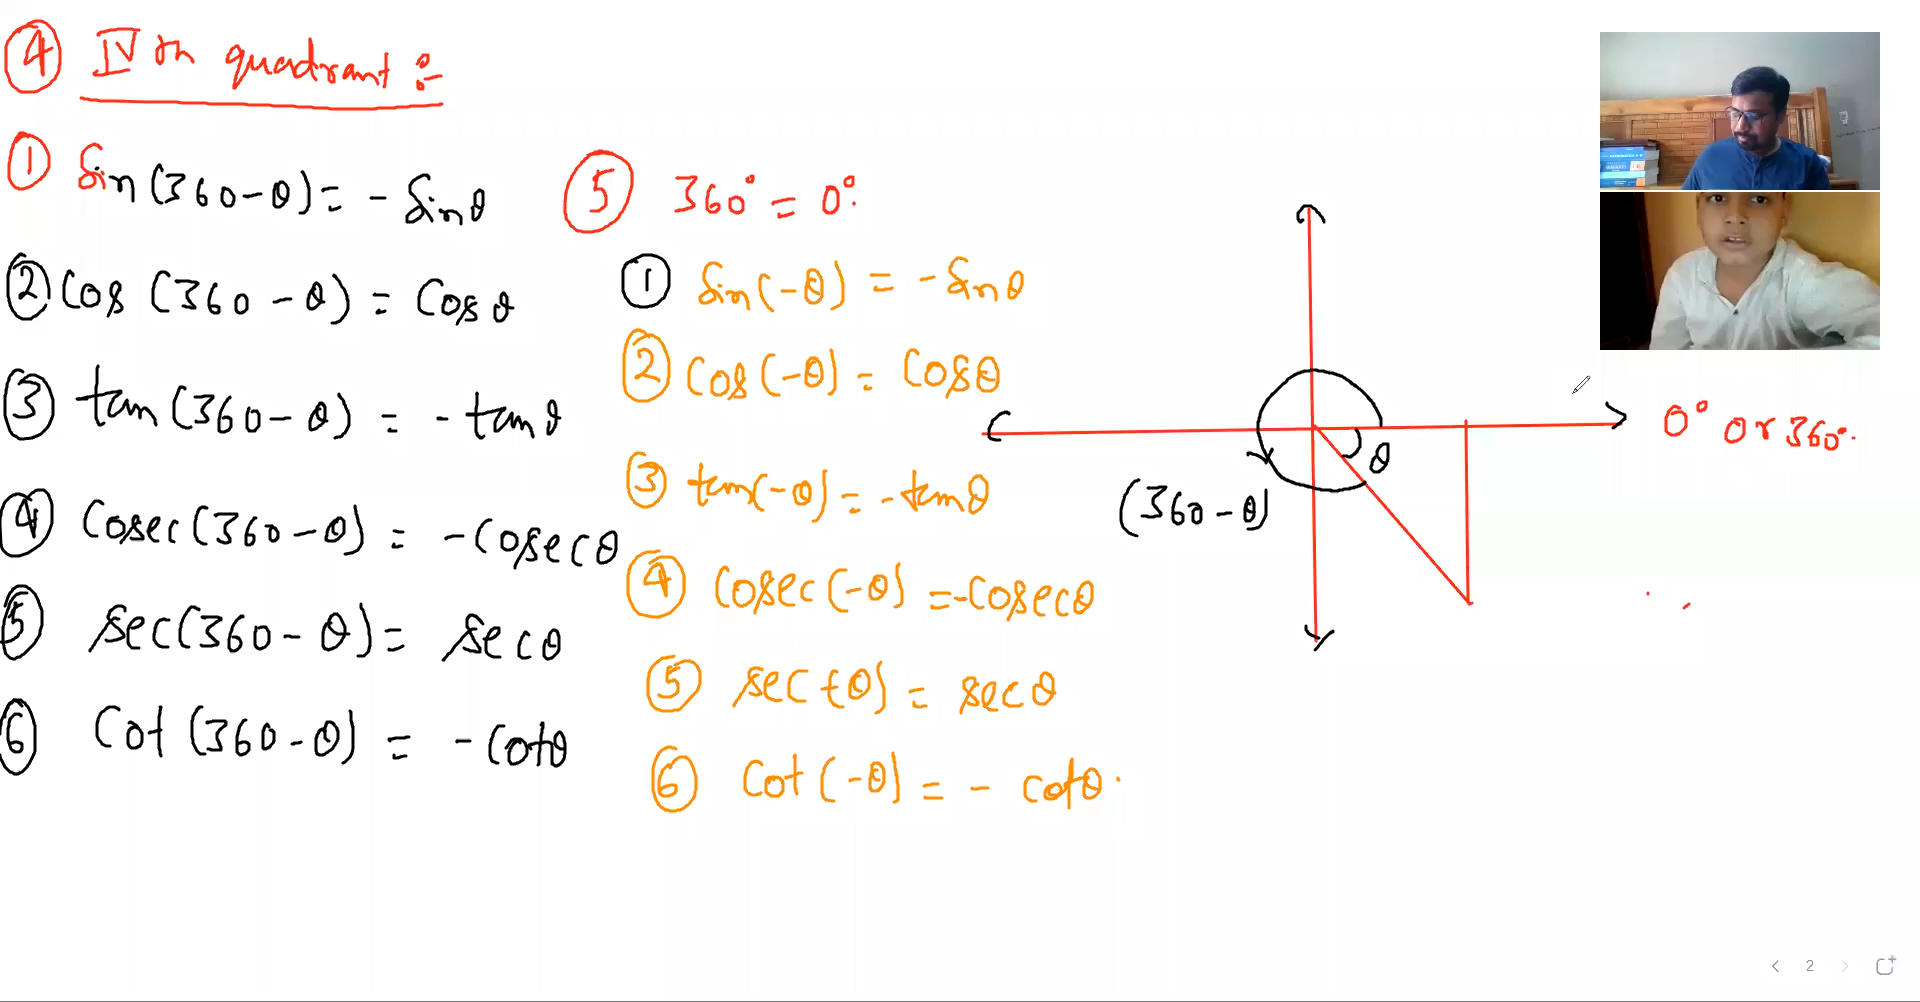 ④ IV th quadrant :-
① Sin(360-θ) = - Sinθ
② Cos (360 - θ) = Cosθ
③ tan(360-θ) = - tanθ
④ Cosec(360-θ) = -Cosecθ
⑤ sec(360-θ) = secθ
⑥ Cot (360-θ) = - Cotθ
⑤ 360° = 0°.
① Sin(-θ) = -Sinθ
② Cos(-θ) = Cosθ
③ tan(-θ) = -tanθ
④ Cosec(-θ) = -Cosecθ
⑤ sec(-θ) = secθ
⑥ Cot (-θ) = - Cotθ.
0° or 360°.
θ
(360-θ)
2